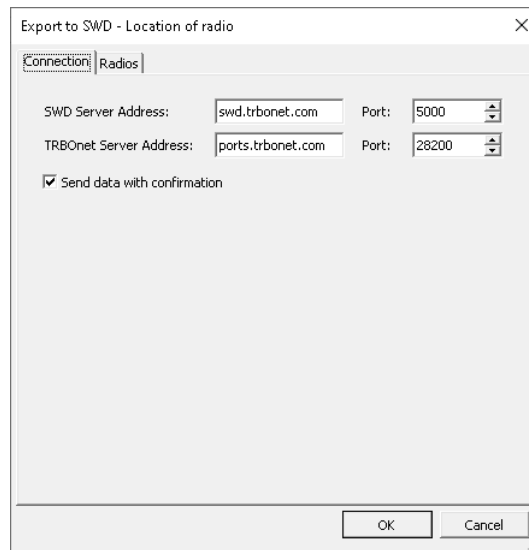 Export to SWD - Location of radio
Connection Radios
SWD Server Address: swd.trbonet.com Port: 5000
TRBOnet Server Address: ports.trbonet.com Port: 28200
Send data with confirmation
OK Cancel